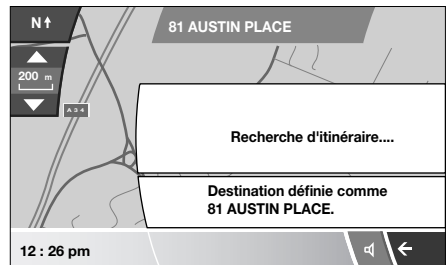 N
81 AUSTIN PLACE
200 m
A34
Recherche d'itinéraire....
Destination définie comme
81 AUSTIN PLACE.
12 : 26 pm